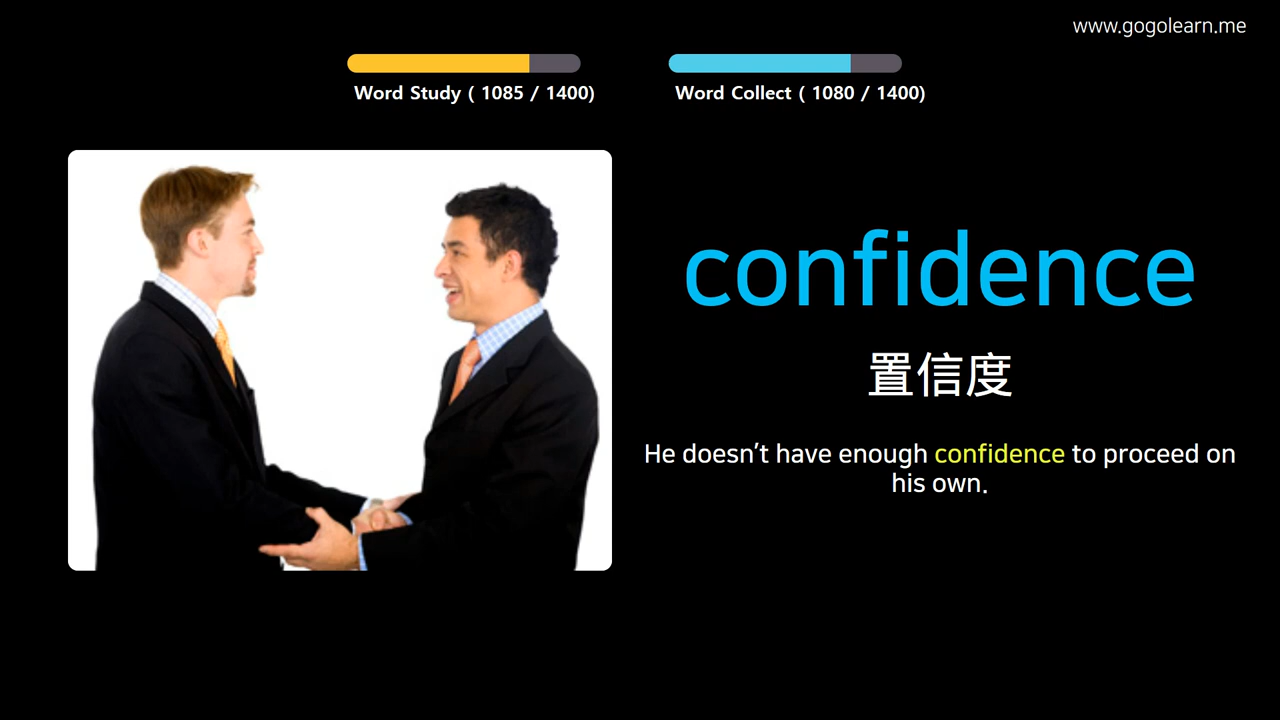 www.gogolearn.me
Word Study ( 1085 / 1400)
Word Collect ( 1080 / 1400)
confidence
置信度
He doesn't have enough confidence to proceed on
his own.